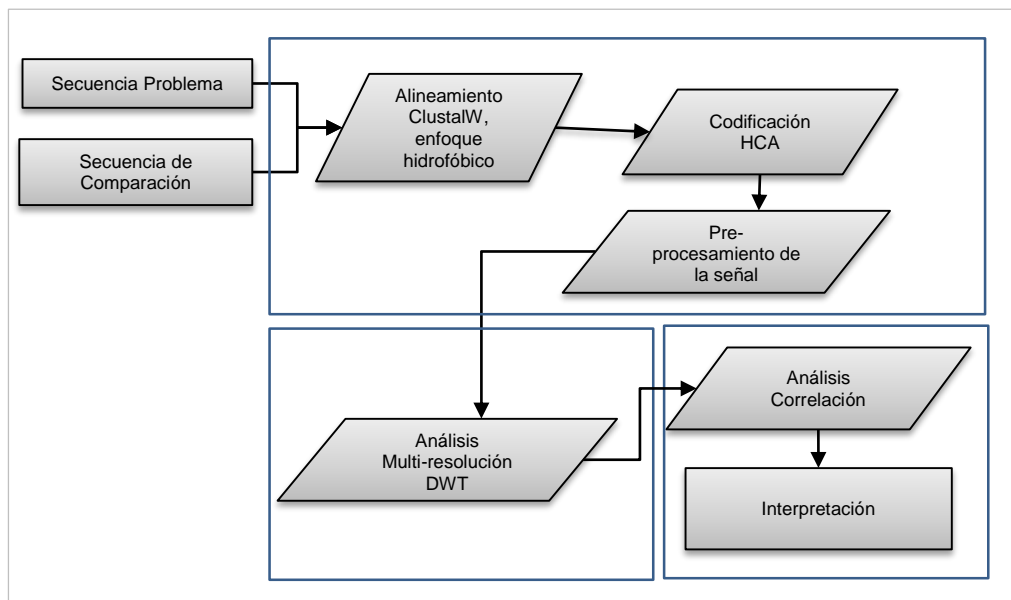 Secuencia Problema
Secuencia de
Comparación
Alineamiento
ClustalW,
enfoque
hidrofóbico
Codificación
HCA
Pre-
procesamiento de
la señal
Análisis
Multi-resolución
DWT
Análisis
Correlación
Interpretación